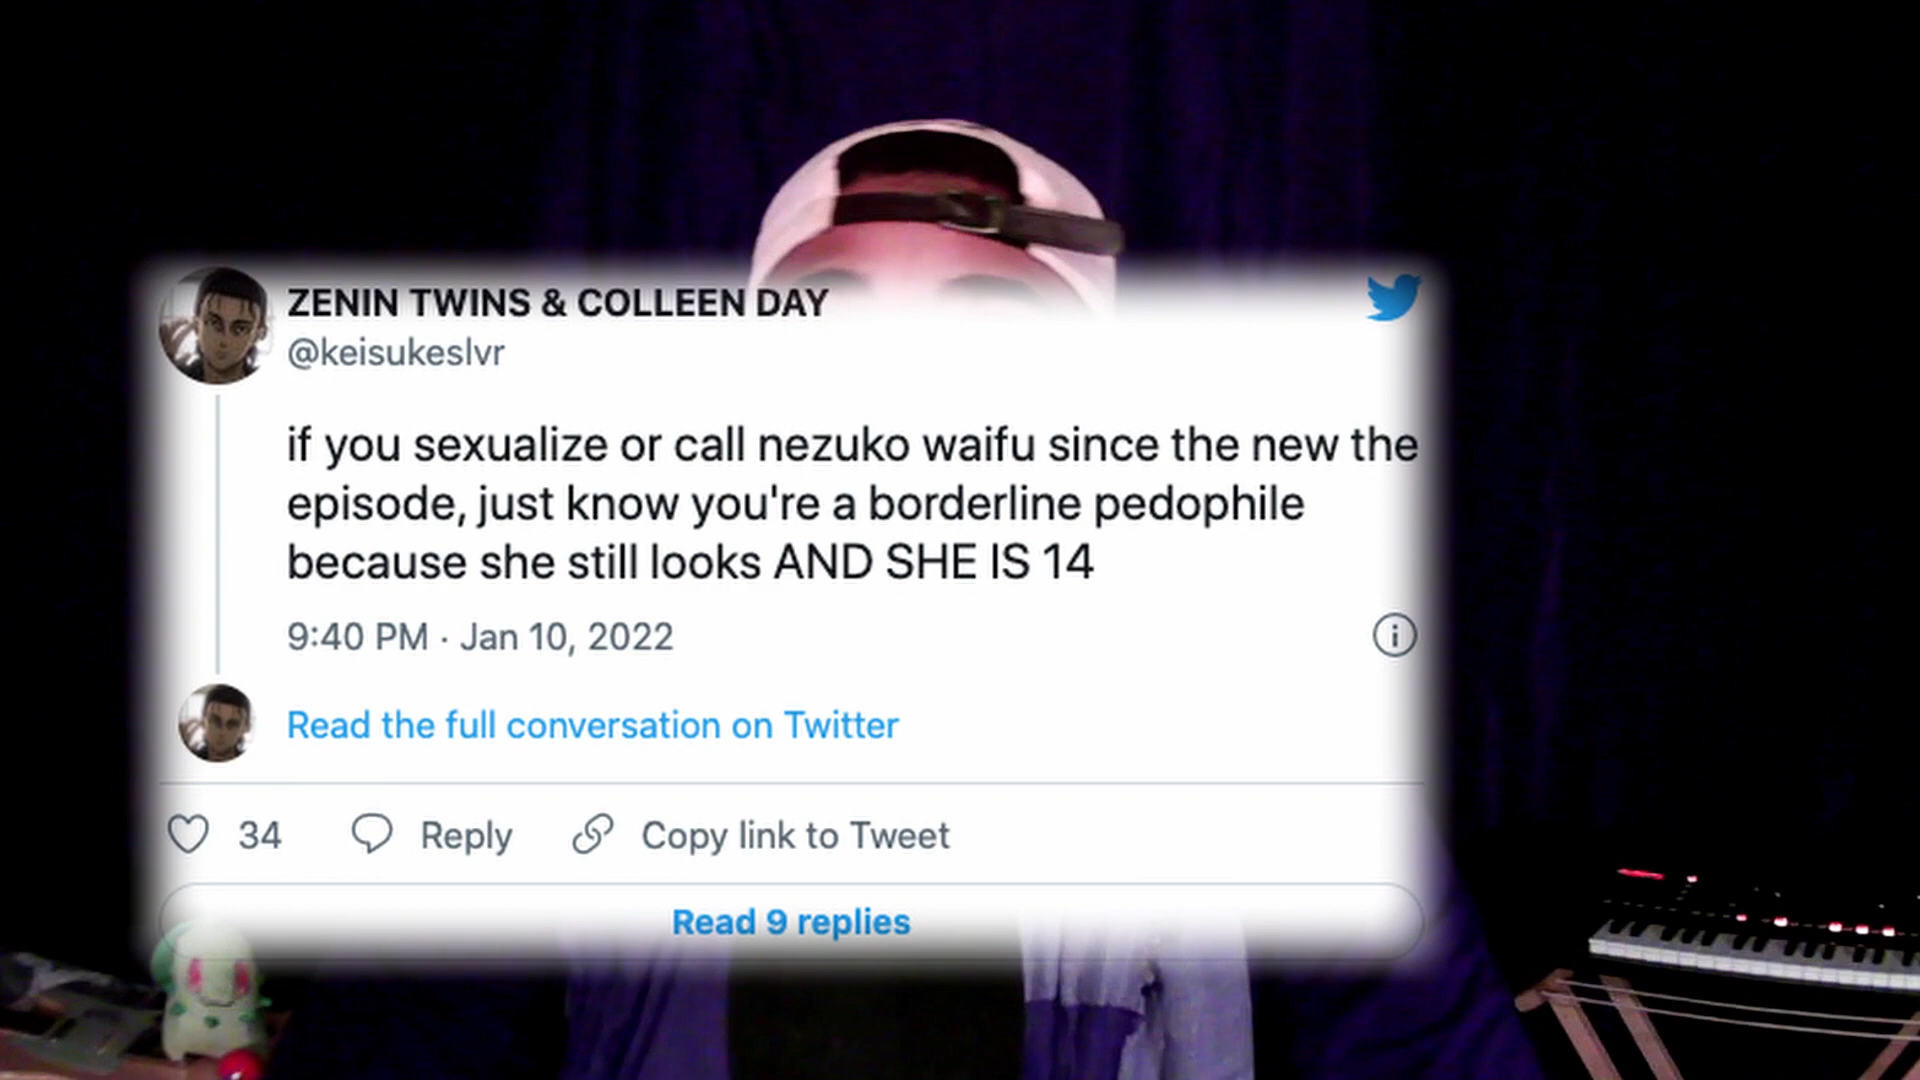 ZENIN TWINS & COLLEEN DAY
@keisukeslvr
if you sexualize or call nezuko waifu since the new the
episode, just know you're a borderline pedophile
because she still looks AND SHE IS 14
9:40 PM · Jan 10, 2022
Read the full conversation on Twitter
34 Reply Copy link to Tweet
Read 9 replies